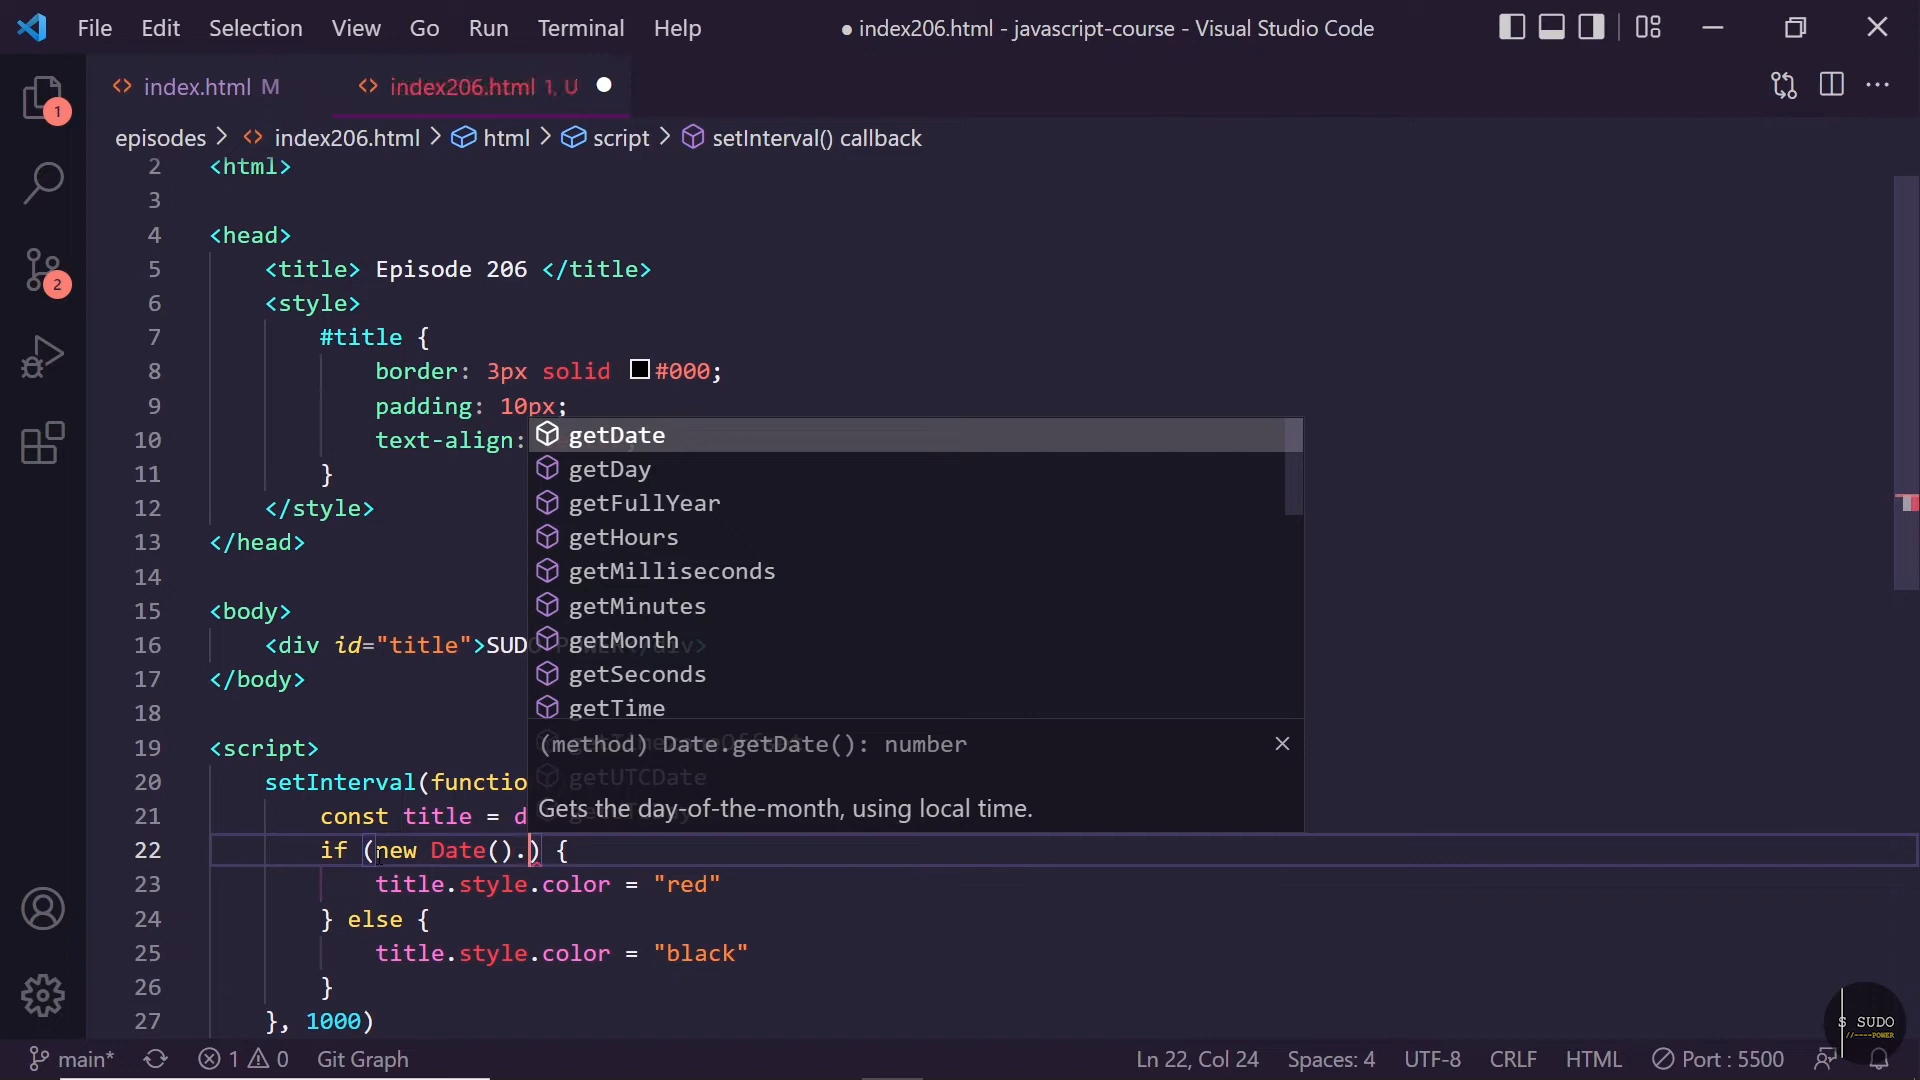 File Edit Selection View Go Run Terminal Help ● index206.html - javascript-course - Visual Studio Code
index.html M index206.html 1, U
1
episodes > index206.html > html > script > setInterval() callback
2 <html>
3
4 <head>
5 <title> Episode 206 </title>
6 <style>
7 #title {
8 border: 3px solid #000;
9 padding: 10px;
10 text-align:
11 }
12 </style>
13 </head>
14
15 <body>
16 <div id="title">SUDO POWER</div>
17 </body>
18
19 <script>
20 setInterval(functio
21 const title = d
22 if (new Date().) {
23 title.style.color = "red"
24 } else {
25 title.style.color = "black"
26 }
27 }, 1000)
2
getDate
getDay
getFullYear
getHours
getMilliseconds
getMinutes
getMonth
getSeconds
getTime
(method) Date.getDate(): number
getUTCDate
Gets the day-of-the-month, using local time.
S SUDO
//----POWER
main* 1 0 Git Graph Ln 22, Col 24 Spaces: 4 UTF-8 CRLF HTML Port : 5500